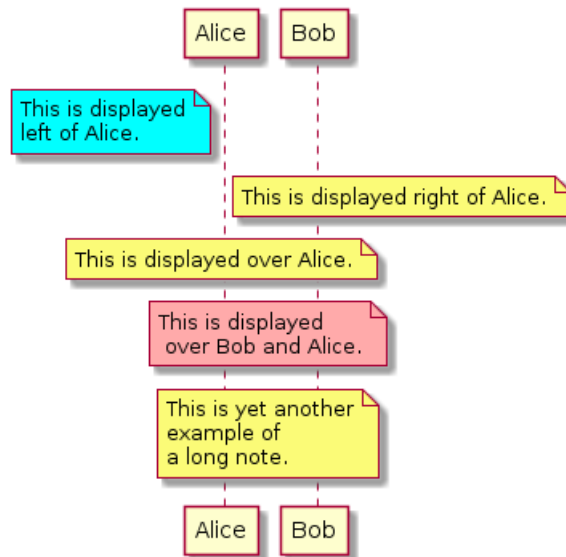 Alice Bob
This is displayed
left of Alice.
This is displayed right of Alice.
This is displayed over Alice.
This is displayed
over Bob and Alice.
This is yet another
example of
a long note.
Alice Bob